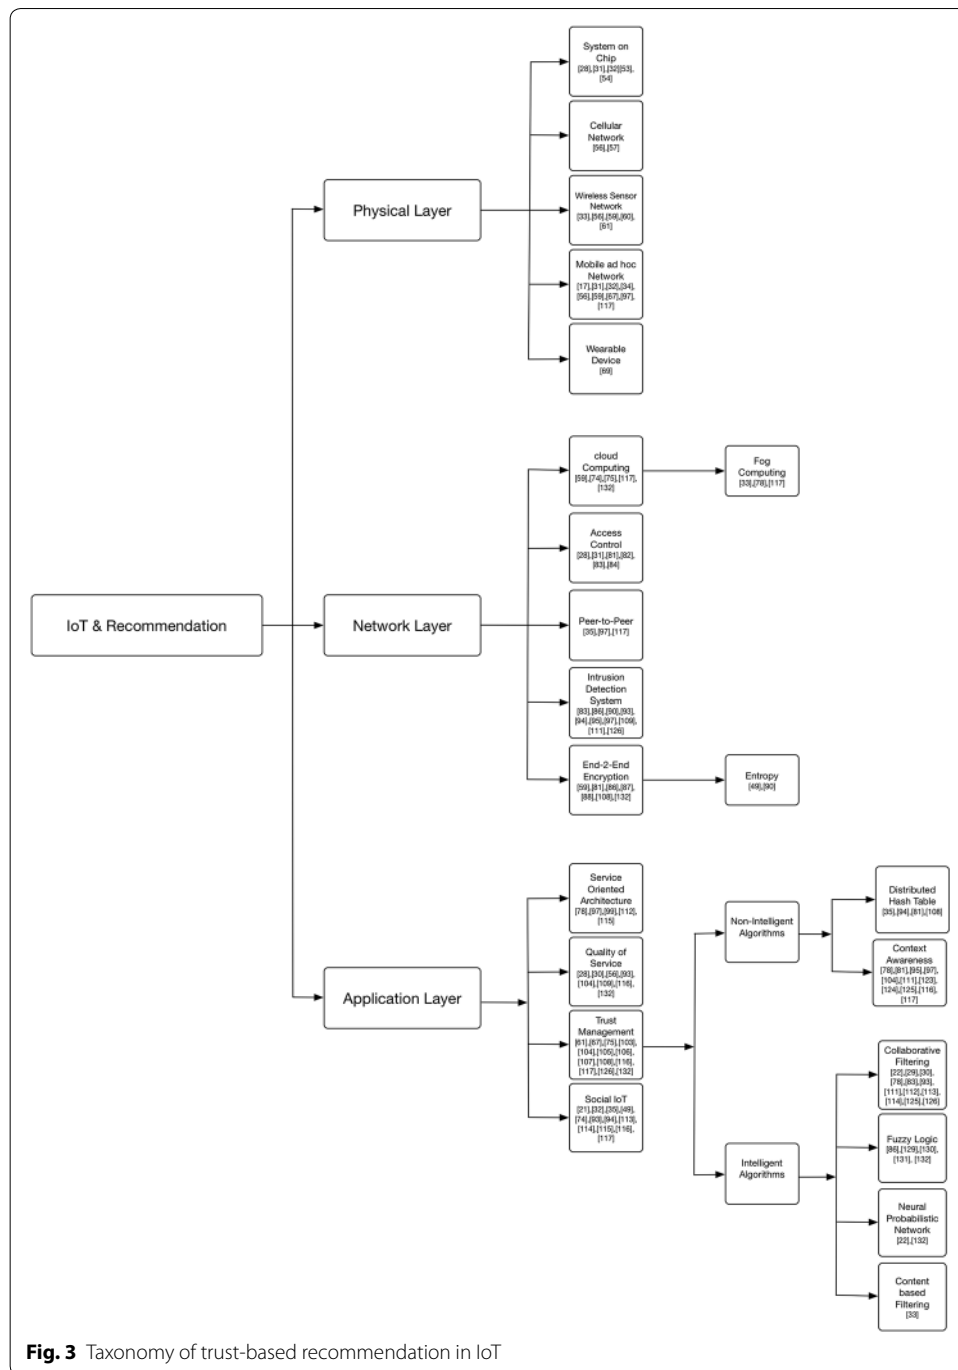 System on
Chip
[28],[31],[32][53],
[54]
Cellular
Network
[56],[57]
Wireless Sensor
Network
[33],[56],[59],[60],
[61]
Physical Layer
Mobile ad hoc
Network
[17],[31],[32],[34],
[56],[59],[67],[97],
[117]
Wearable
Device
[69]
cloud
Computing
[59],[74],[75],[117],
[132]
Fog
Computing
[33],[78],[117]
Access
Control
[28],[31],[81],[82],
[83],[84]
IoT & Recommendation
Network Layer
Peer-to-Peer
[35],[97],[117]
Intrusion
Detection
System
[83],[86],[90],[93],
[94],[95],[97],[109],
[111],[126]
End-2-End
Encryption
[59],[81],[86],[87],
[88],[108],[132]
Entropy
[49],[90]
Service
Oriented
Architecture
[78],[97],[99],[112],
[115]
Quality of
Service
[28],[30],[56],[93],
[104],[109],[116],
[132]
Application Layer
Trust
Management
[61],[67],[75],[103],
[104],[105],[106],
[107],[108],[116],
[117],[126],[132]
Social IoT
[21],[32],[35],[49],
[74],[93],[94],[113],
[114],[115],[116],
[117]
Non-Intelligent
Algorithms
Distributed
Hash Table
[35],[94],[81],[108]
Context
Awareness
[78],[81],[95],[97],
[104],[111],[123],
[124],[125],[116],
[117]
Intelligent
Algorithms
Collaborative
Filtering
[22],[29],[30],
[78],[83],[93],
[111],[112],[113],
[114],[125],[126]
Fuzzy Logic
[86],[129],[130],
[131], [132]
Neural
Probabilistic
Network
[22],[132]
Content
based
Filtering
[33]
Fig. 3 Taxonomy of trust-based recommendation in IoT